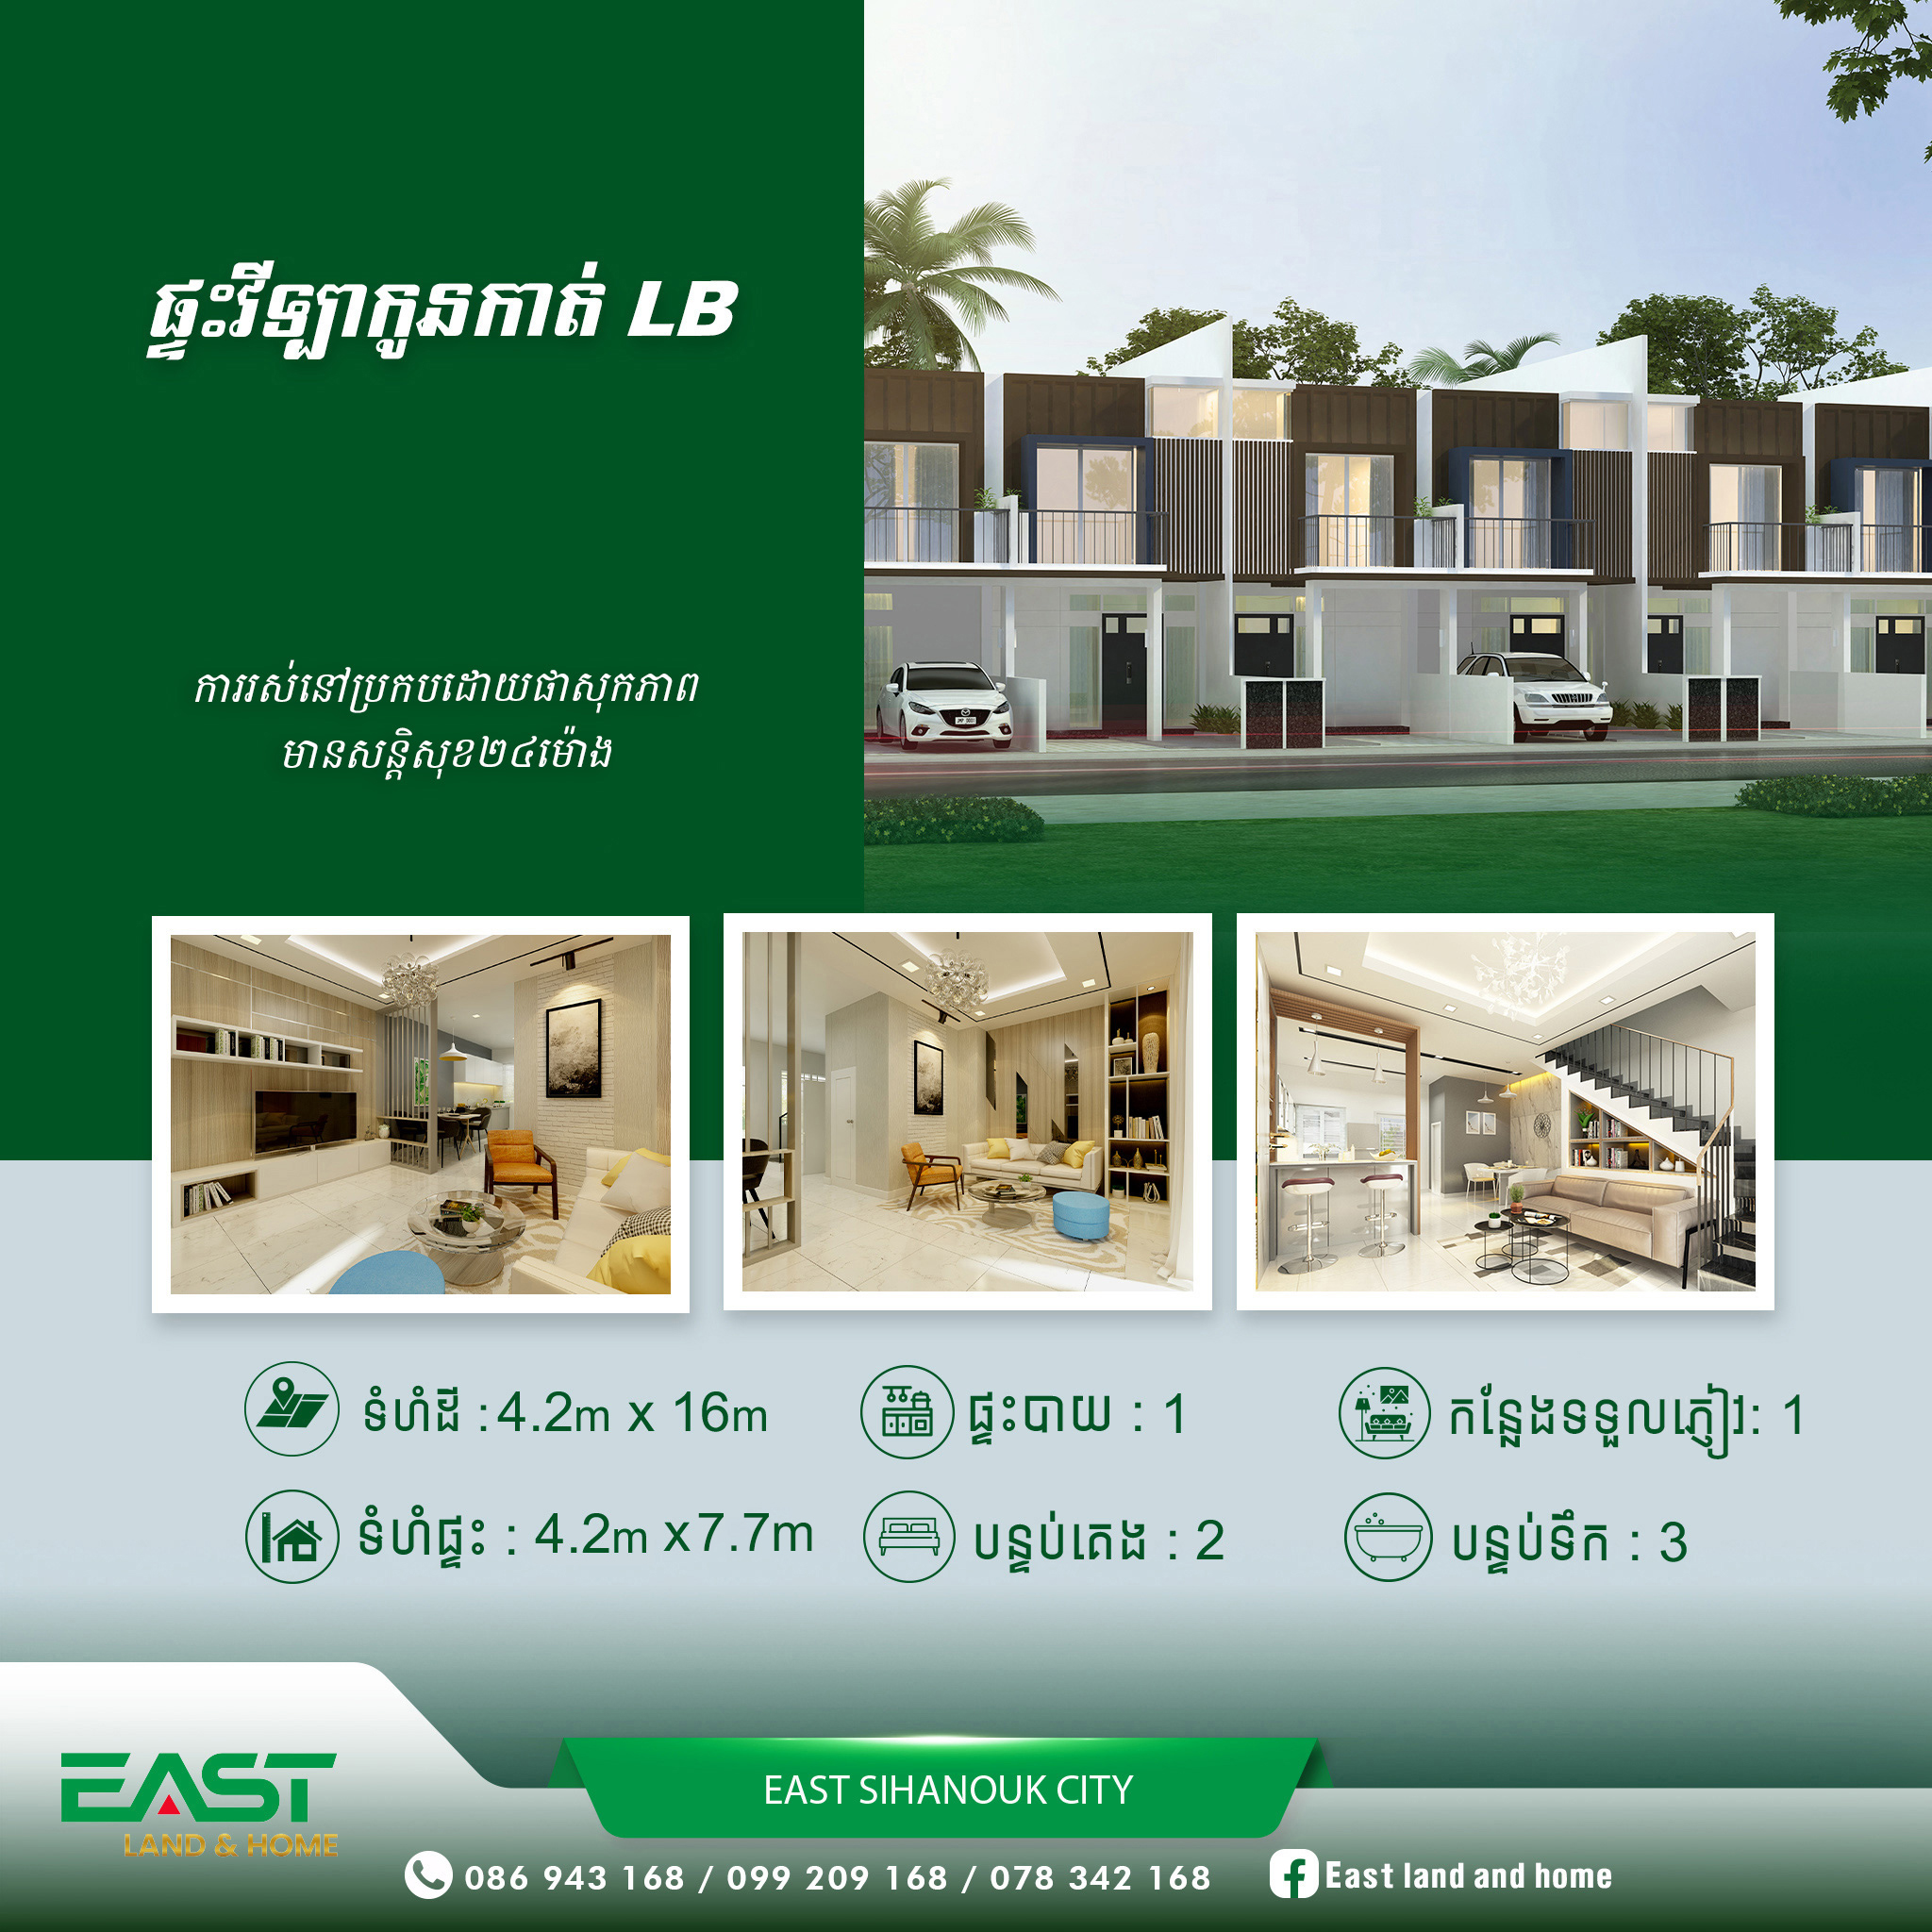 ផ្ទះវីឡាកូនកាត់ LB
ការរស់នៅប្រកបដោយផាសុកភាព
មានសន្តិសុខ២៤ម៉ោង
ទំហំដី : 4.2m x 16m
ផ្ទះបាយ : 1
កន្លែងទទួលភ្ញៀវ: 1
ទំហំផ្ទះ : 4.2m x7.7m
បន្ទប់គេង : 2
បន្ទប់ទឹក : 3
EAST
LAND & HOME
EAST SIHANOUK CITY
086 943 168 / 099 209 168 / 078 342 168
East land and home